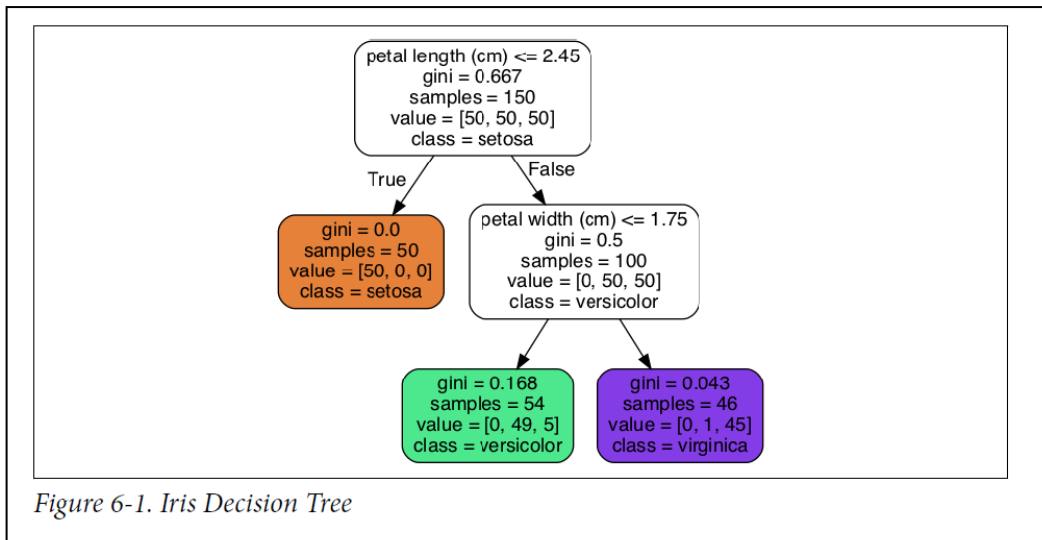 petal length (cm) <= 2.45
gini = 0.667
samples = 150
value = [50, 50, 50]
class = setosa
True
False
gini = 0.0
samples = 50
value = [50, 0, 0]
class = setosa
petal width (cm) <= 1.75
gini = 0.5
samples = 100
value = [0, 50, 50]
class = versicolor
gini = 0.168
samples = 54
value = [0, 49, 5]
class = versicolor
gini = 0.043
samples = 46
value = [0, 1, 45]
class = virginica
Figure 6-1. Iris Decision Tree